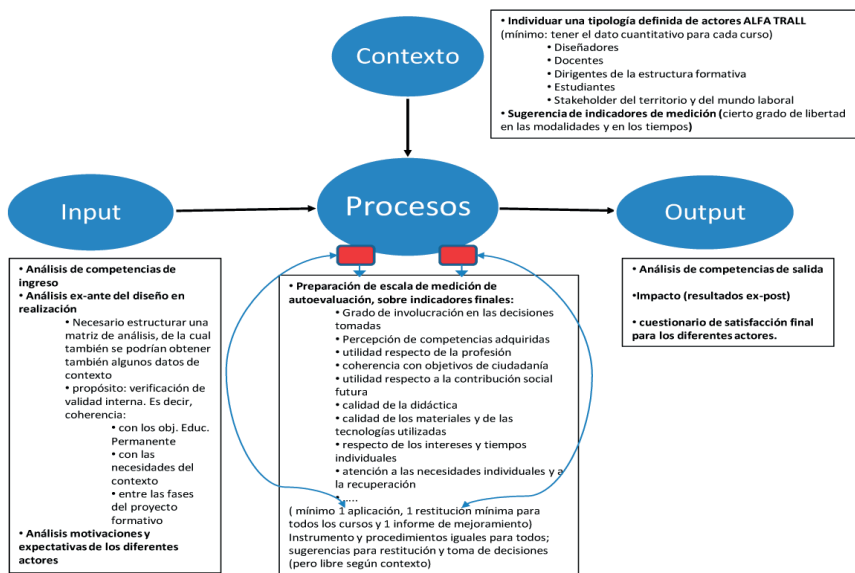 Contexto
• Individuar una tipología definida de actores ALFA TRALL
(mínimo: tener el dato cuantitativo para cada curso)
• Diseñadores
• Docentes
• Dirigentes de la estructura formativa
• Estudiantes
• Stakeholder del territorio y del mundo laboral
• Sugerencia de indicadores de medición (cierto grado de libertad
en las modalidades y en los tiempos)
Input
Procesos
Output
• Análisis de competencias de
ingreso
• Análisis ex-ante del diseño en
realización
• Necesario estructurar una
matriz de análisis, de la cual
también se podrían obtener
también algunos datos de
contexto
• propósito: verificación de
validad interna. Es decir,
coherencia:
• con los obj. Educ.
Permanente
• con las
necesidades del
contexto
• entre las fases
del proyecto
formativo
• Análisis motivaciones y
expectativas de los diferentes
actores
• Preparación de escala de medición de
autoevaluación, sobre indicadores finales:
• Grado de involucración en las decisiones
tomadas
• Percepción de competencias adquiridas
• utilidad respecto de la profesión
• coherencia con objetivos de ciudadanía
• utilidad respecto a la contribución social
futura
• calidad de la didáctica
• calidad de los materiales y de las
tecnologías utilizadas
• respecto de los intereses y tiempos
individuales
• atención a las necesidades individuales y a
la recuperación
• .....
( mínimo 1 aplicación, 1 restitución mínima para
todos los cursos y 1 informe de mejoramiento)
Instrumento y procedimientos iguales para todos;
sugerencias para restitución y toma de decisiones
(pero libre según contexto)
• Análisis de competencias de salida
•Impacto (resultados ex-post)
• cuestionario de satisfacción final
para los diferentes actores.